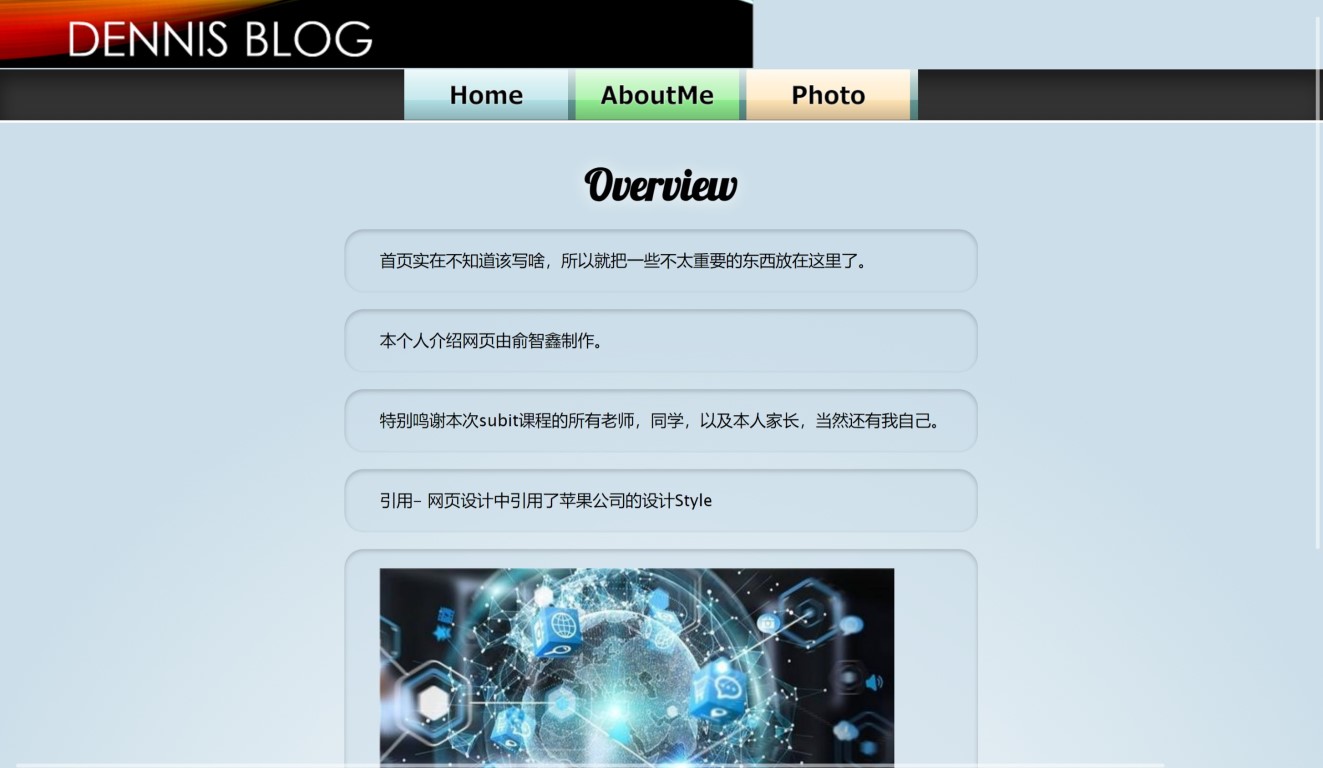 DENNIS BLOG
Home
AboutMe
Photo
Overview
首页实在不知道该写啥，所以就把一些不太重要的东西放在这里了。
本个人介绍网页由俞智鑫制作。
特别鸣谢本次subit课程的所有老师，同学，以及本人家长，当然还有我自己。
引用– 网页设计中引用了苹果公司的设计Style